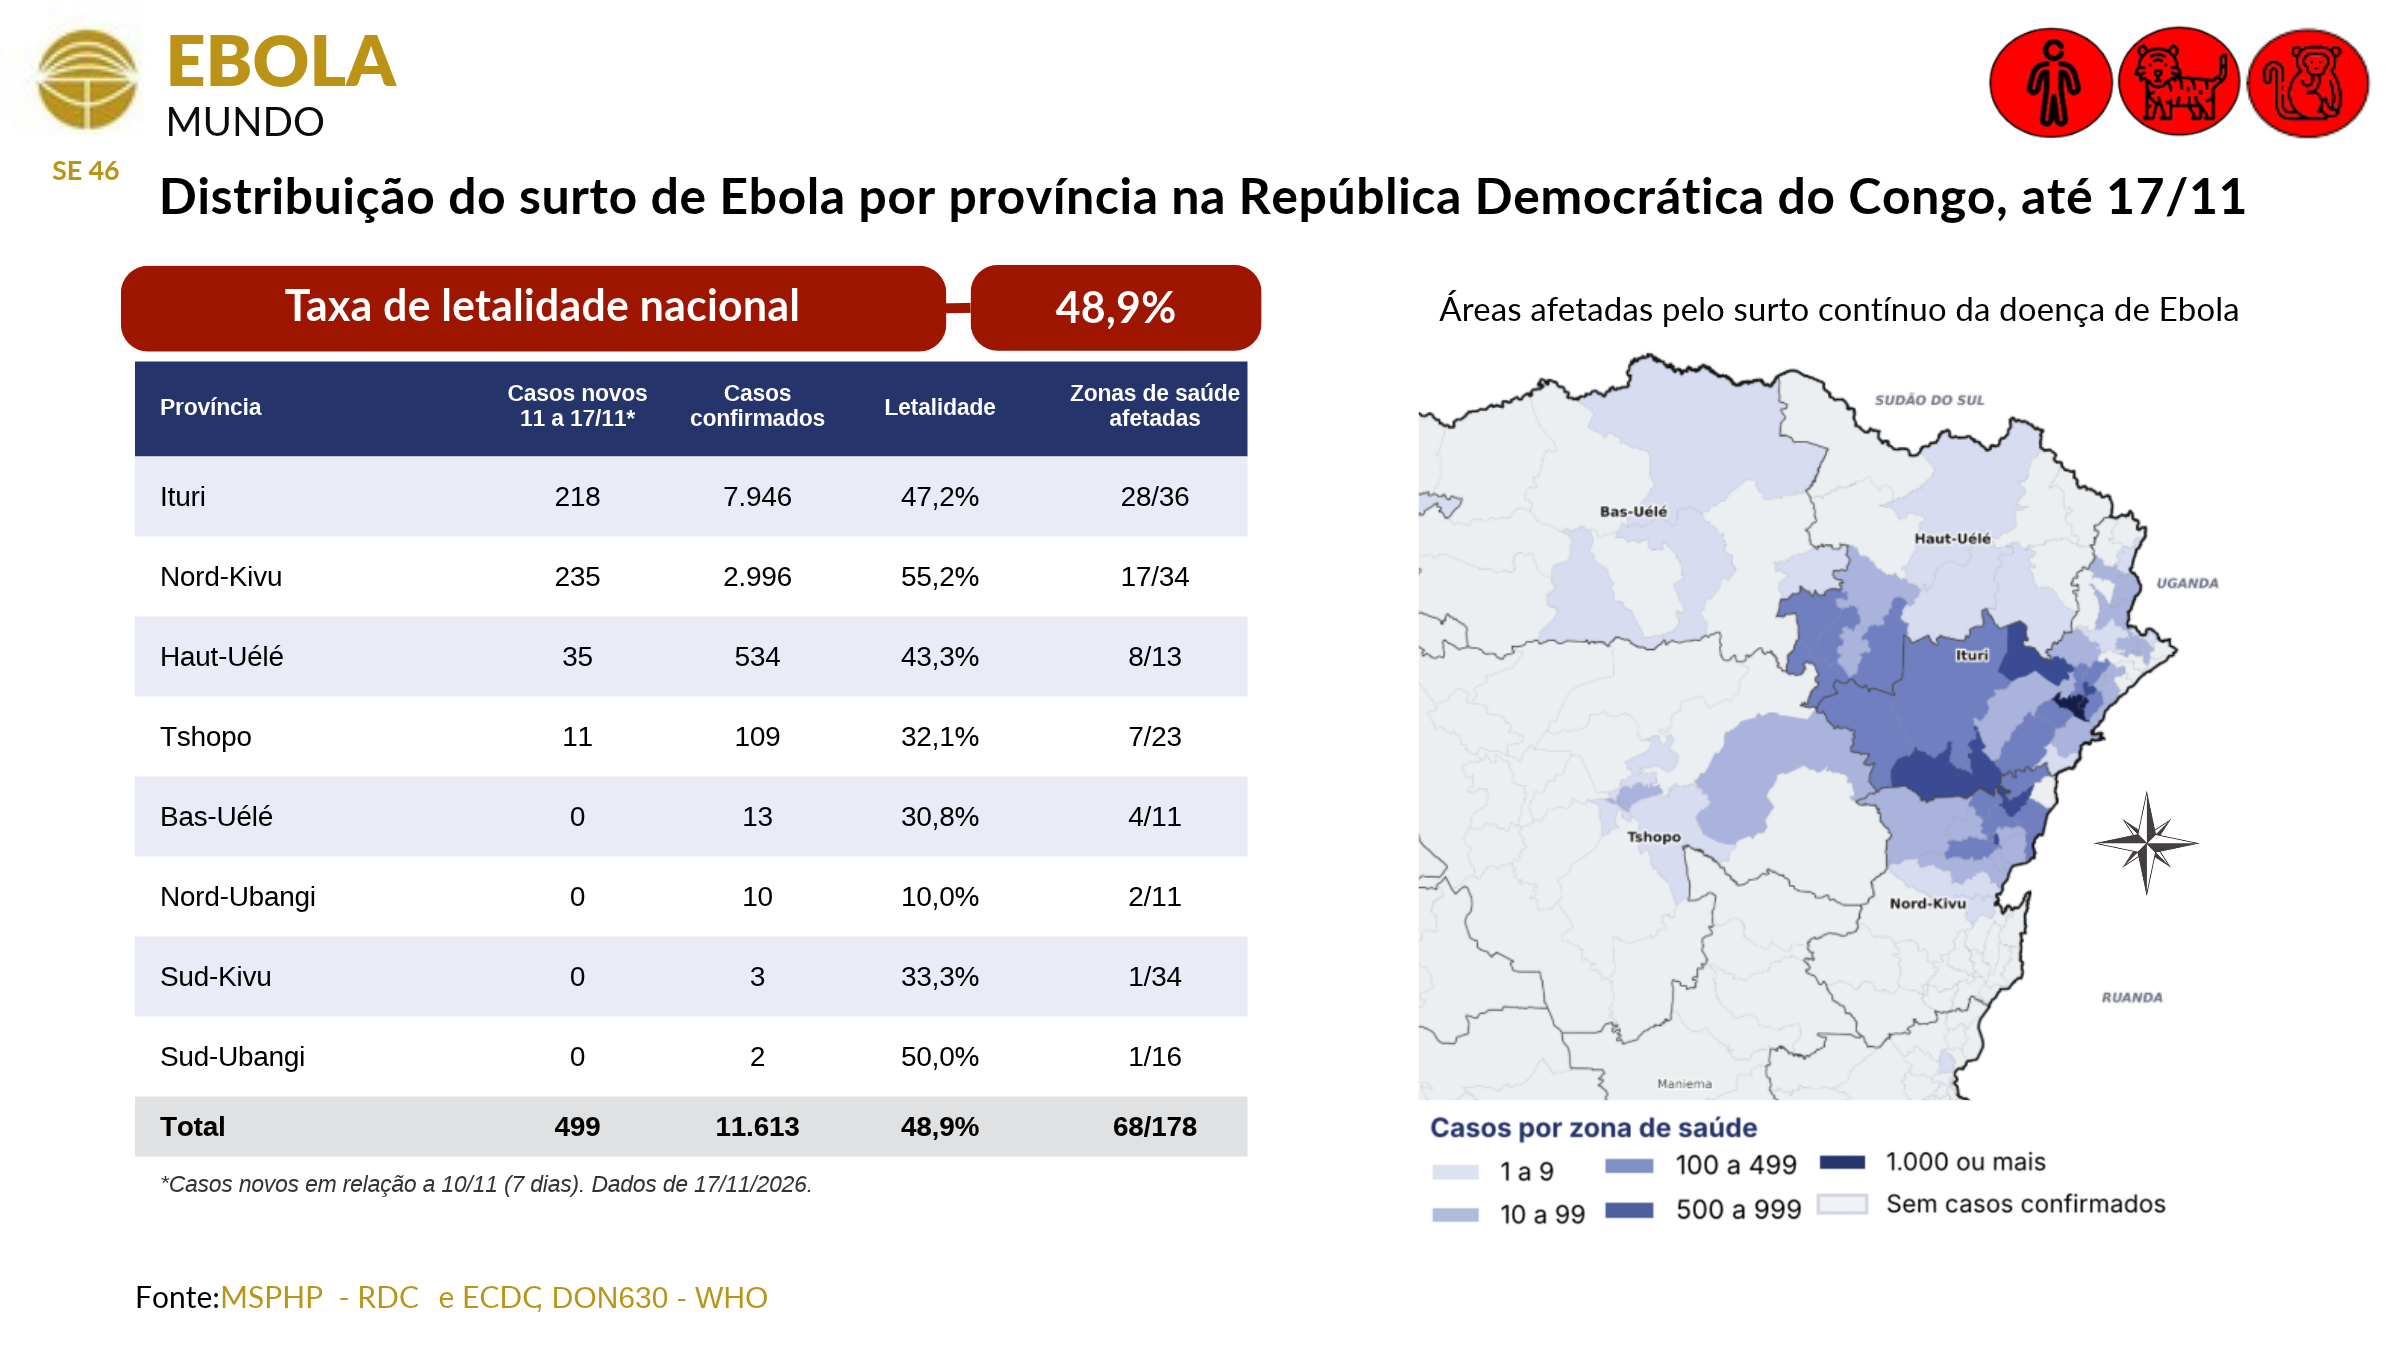 EBOLA
MUNDO
SE 46
Distribuição do surto de Ebola por província na República Democrática do Congo, até 17/11
Taxa de letalidade nacional
48,9%
Província Casos novos 11 a 17/11* Casos confirmados Letalidade Zonas de saúde afetadas
Ituri 218 7.946 47,2% 28/36
Nord-Kivu 235 2.996 55,2% 17/34
Haut-Uélé 35 534 43,3% 8/13
Tshopo 11 109 32,1% 7/23
Bas-Uélé 0 13 30,8% 4/11
Nord-Ubangi 0 10 10,0% 2/11
Sud-Kivu 0 3 33,3% 1/34
Sud-Ubangi 0 2 50,0% 1/16
Total 499 11.613 48,9% 68/178
*Casos novos em relação a 10/11 (7 dias). Dados de 17/11/2026.
Áreas afetadas pelo surto contínuo da doença de Ebola
SUDÃO DO SUL
Bas-Uélé
Haut-Uélé
UGANDA
Ituri
Tshopo
Nord-Kivu
RUANDA
Maniema
Casos por zona de saúde
1 a 9
100 a 499
1.000 ou mais
10 a 99
500 a 999
Sem casos confirmados
Fonte:MSPHP - RDC e ECDC, DON630 - WHO